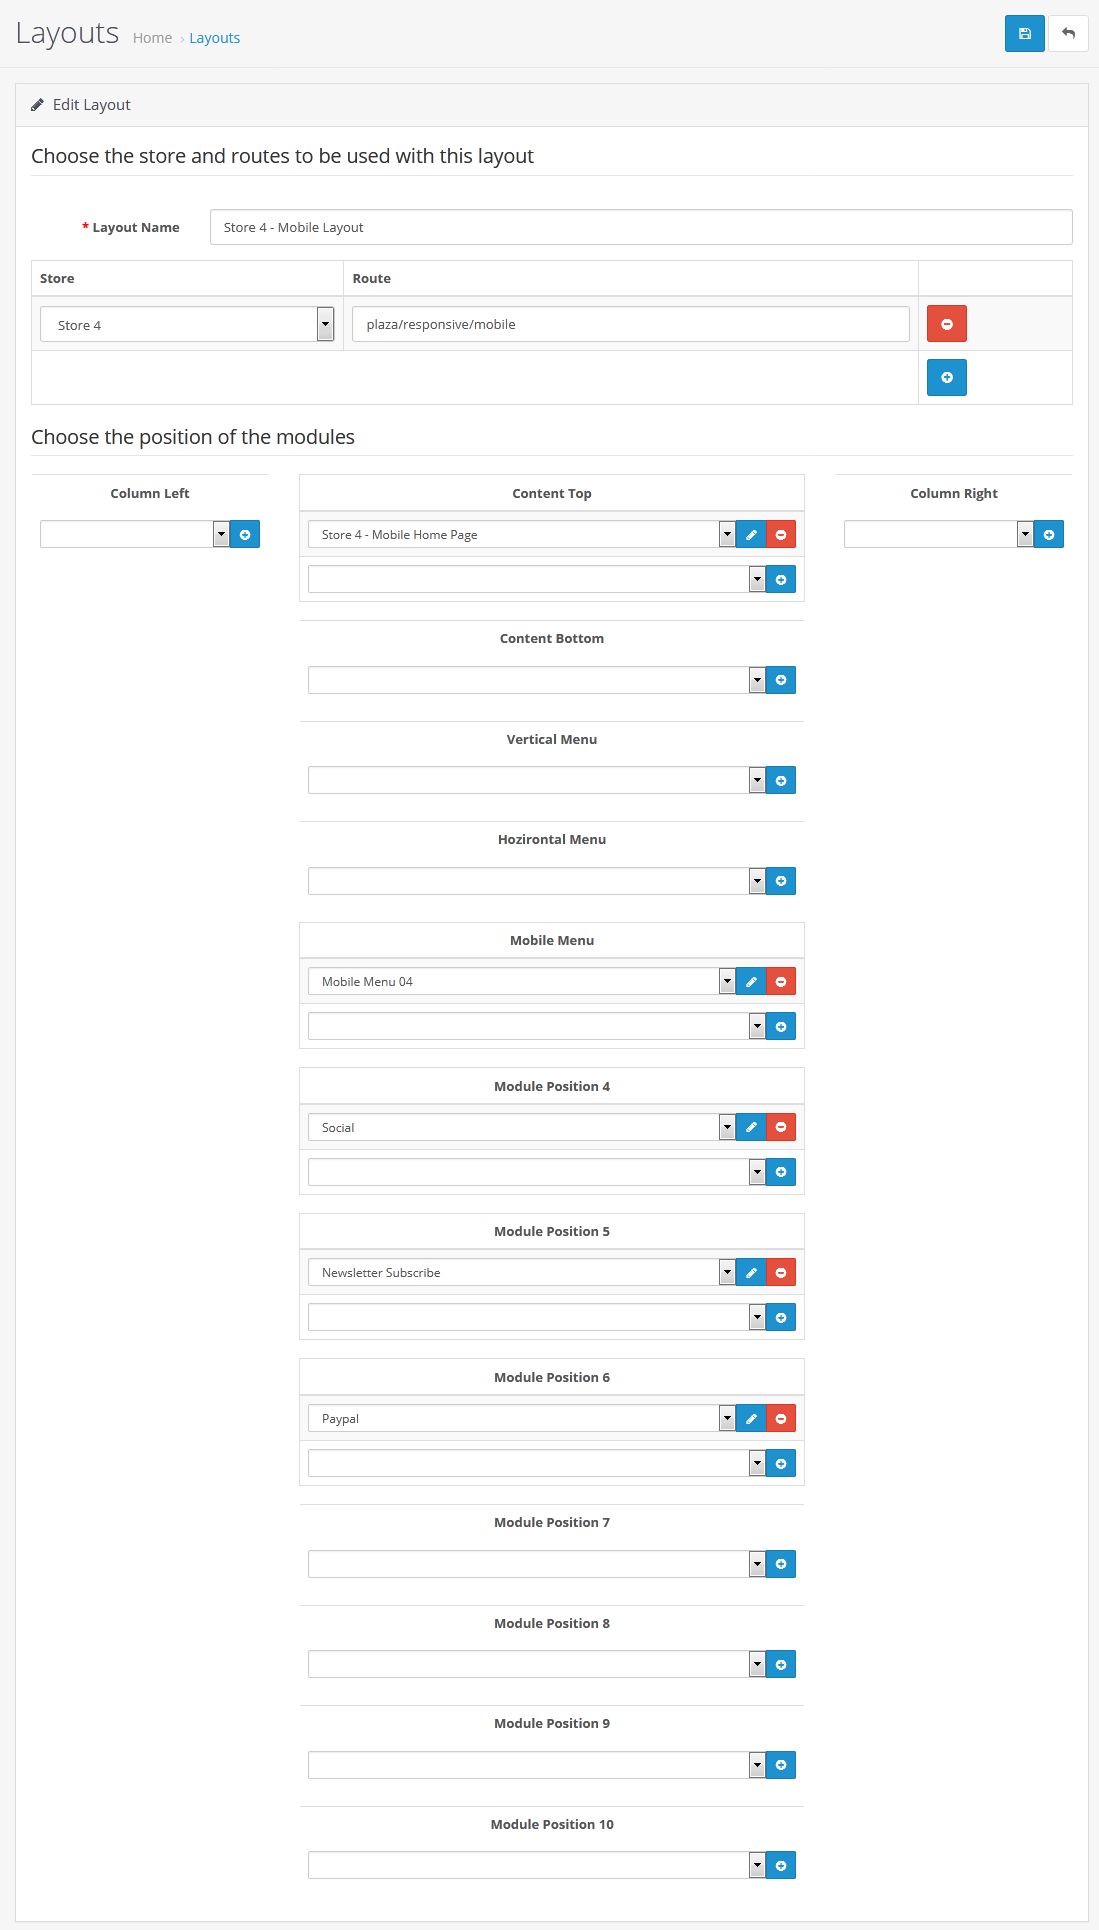 Layouts Home › Layouts
Edit Layout
Choose the store and routes to be used with this layout
* Layout Name Store 4 - Mobile Layout
Store Route
Store 4 plaza/responsive/mobile
Choose the position of the modules
Column Left Content Top Column Right
Store 4 - Mobile Home Page
Content Bottom
Vertical Menu
Hozirontal Menu
Mobile Menu
Mobile Menu 04
Module Position 4
Social
Module Position 5
Newsletter Subscribe
Module Position 6
Paypal
Module Position 7
Module Position 8
Module Position 9
Module Position 10